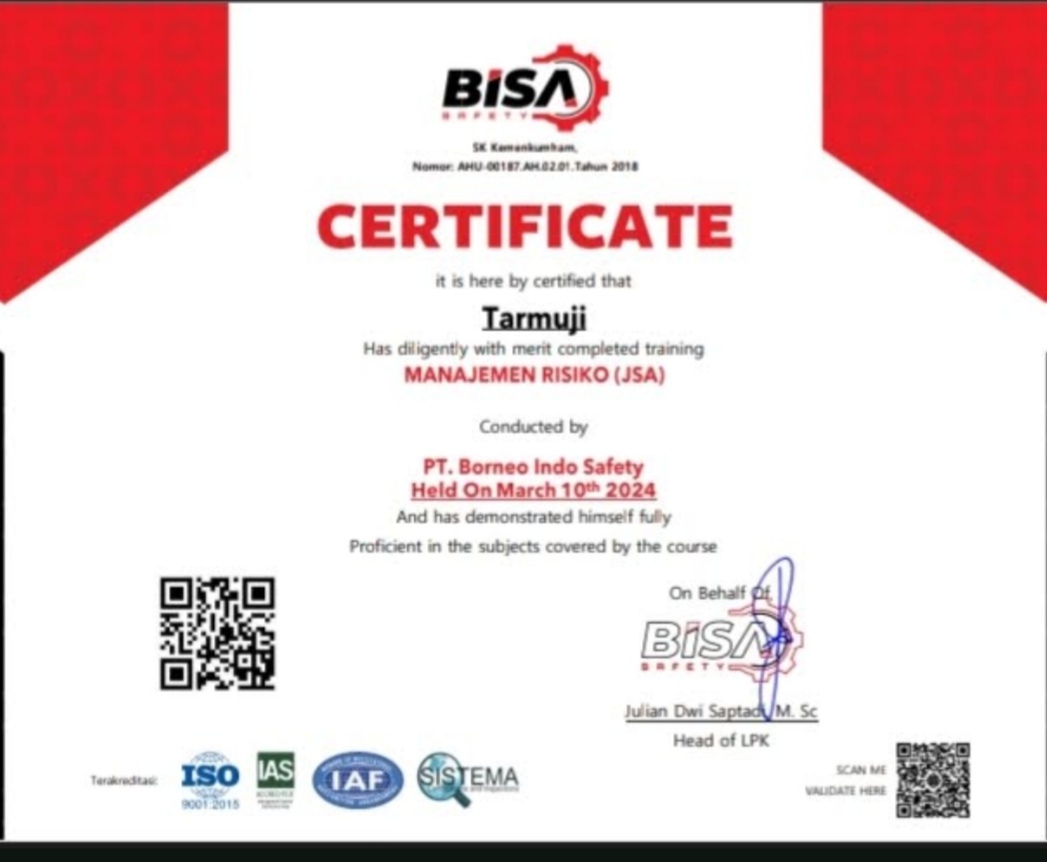 BISA
SAFETY
SK Kemenkumham,
Nomor: AHU-00187.AH.02.01.Tahun 2018
CERTIFICATE
it is here by certified that
Tarmuji
Has diligently with merit completed training
MANAJEMEN RISIKO (JSA)
Conducted by
PT. Borneo Indo Safety
Held On March 10th 2024
And has demonstrated himself fully
Proficient in the subjects covered by the course
On Behalf Of,
BISA
SAFETY
Julian Dwi Saptadi, M. Sc
Head of LPK
Terakreditasi:
ISO
9001:2015
IAS
IAF
SISTEMA
SCAN ME
VALIDATE HERE